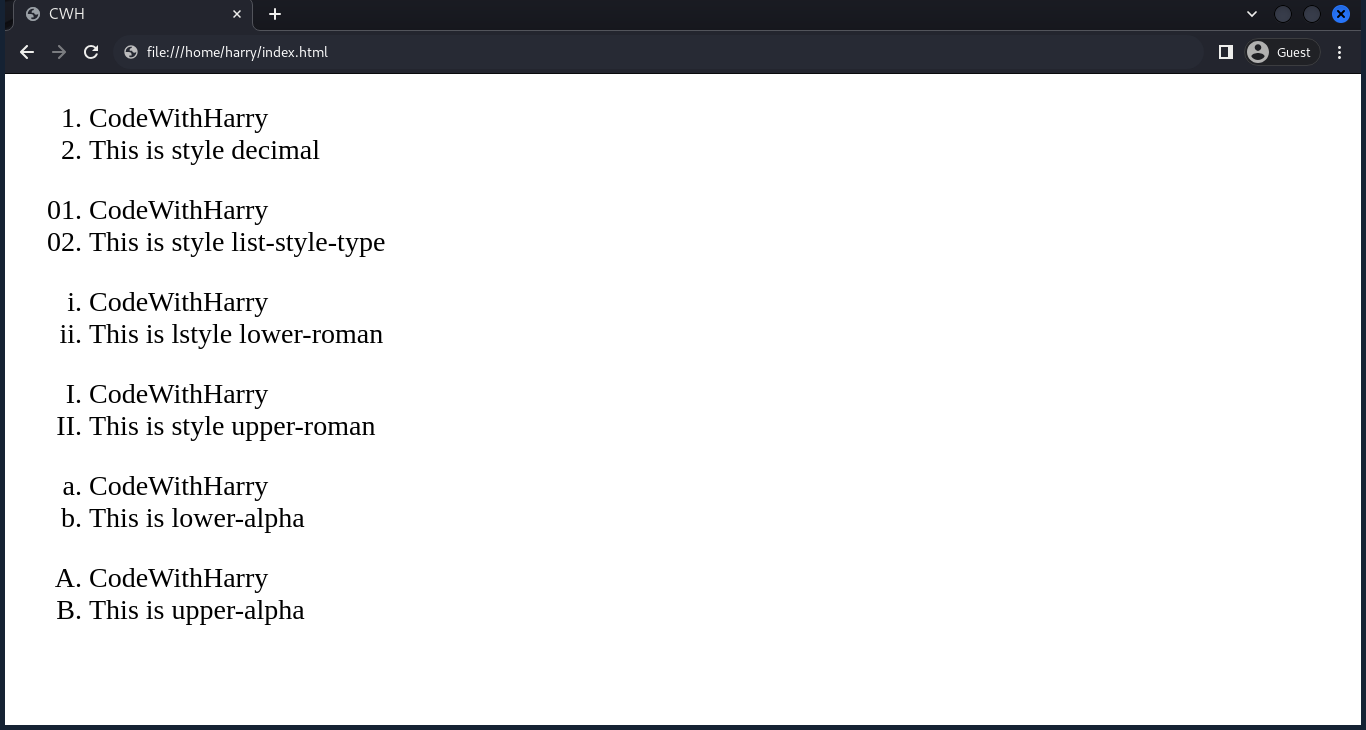 CWH
file:///home/harry/index.html
Guest
1. CodeWithHarry
2. This is style decimal
01. CodeWithHarry
02. This is style list-style-type
i. CodeWithHarry
ii. This is lstyle lower-roman
I. CodeWithHarry
II. This is style upper-roman
a. CodeWithHarry
b. This is lower-alpha
A. CodeWithHarry
B. This is upper-alpha